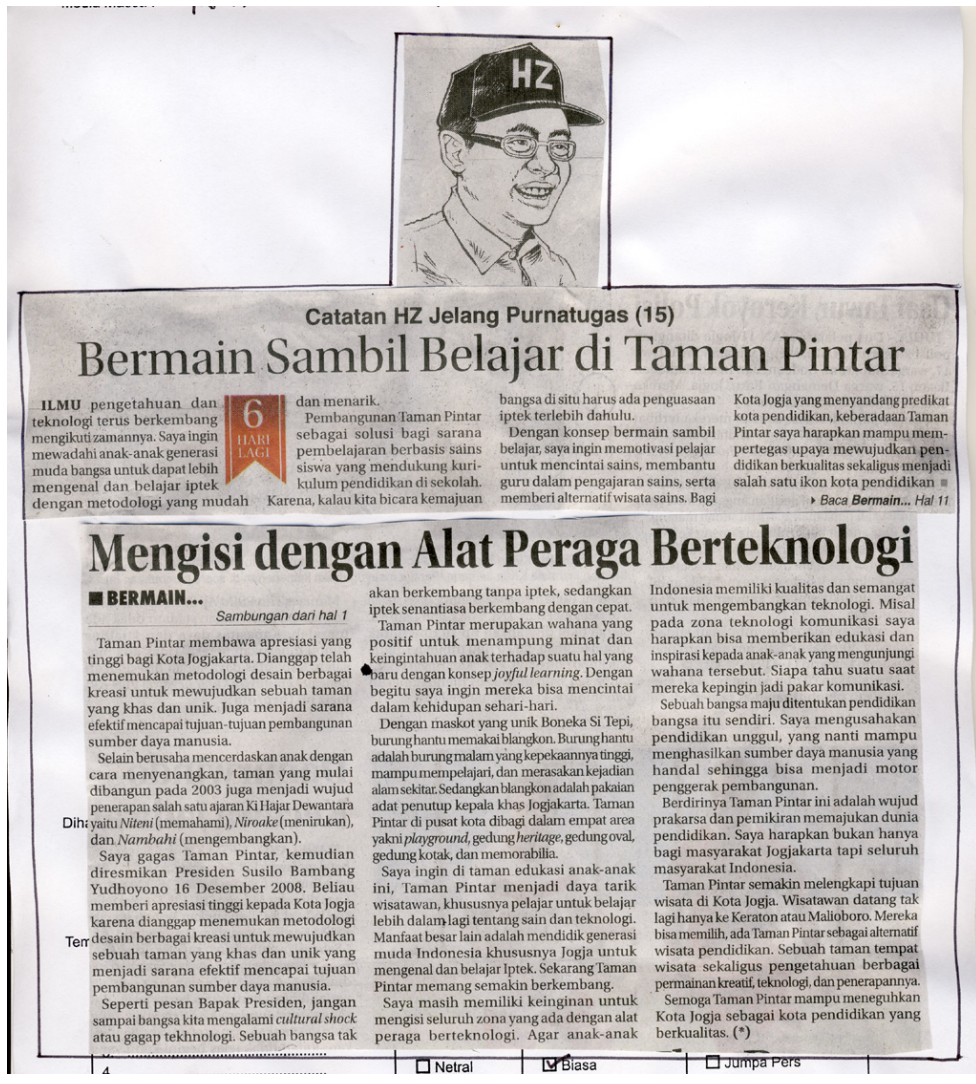 HZ
Catatan HZ Jelang Purnatugas (15)
Bermain Sambil Belajar di Taman Pintar
ILMU pengetahuan dan
teknologi terus berkembang
mengikuti zamannya. Saya ingin
mewadahi anak-anak generasi
muda bangsa untuk dapat lebih
mengenal dan belajar iptek
dengan metodologi yang mudah
6
HARI
LAGI
dan menarik.
Pembangunan Taman Pintar
sebagai solusi bagi sarana
pembelajaran berbasis sains
siswa yang mendukung kuri-
kulum pendidikan di sekolah.
Karena, kalau kita bicara kemajuan
bangsa di situ harus ada penguasaan
iptek terlebih dahulu.
Dengan konsep bermain sambil
belajar, saya ingin memotivasi pelajar
untuk mencintai sains, membantu
guru dalam pengajaran sains, serta
memberi alternatif wisata sains. Bagi
Kota Jogja yang menyandang predikat
kota pendidikan, keberadaan Taman
Pintar saya harapkan mampu mem-
pertegas upaya mewujudkan pen-
didikan berkualitas sekaligus menjadi
salah satu ikon kota pendidikan
Baca Bermain... Hal 11
Mengisi dengan Alat Peraga Berteknologi
BERMAIN...
Sambungan dari hal 1
Taman Pintar membawa apresiasi yang
tinggi bagi Kota Jogjakarta. Dianggap telah
menemukan metodologi desain berbagai
kreasi untuk mewujudkan sebuah taman
yang khas dan unik. Juga menjadi sarana
efektif mencapai tujuan-tujuan pembangunan
sumber daya manusia.
Selain berusaha mencerdaskan anak dengan
cara menyenangkan, taman yang mulai
dibangun pada 2003 juga menjadi wujud
penerapan salah satu ajaran Ki Hajar Dewantara
yaitu Niteni (memahami), Niroake (menirukan),
dan Nambahi (mengembangkan).
Saya gagas Taman Pintar, kemudian
diresmikan Presiden Susilo Bambang
Yudhoyono 16 Desember 2008. Beliau
memberi apresiasi tinggi kepada Kota Jogja
karena dianggap menemukan metodologi
desain berbagai kreasi untuk mewujudkan
sebuah taman yang khas dan unik yang
menjadi sarana efektif mencapai tujuan
pembangunan sumber daya manusia.
Seperti pesan Bapak Presiden, jangan
sampai bangsa kita mengalami cultural shock
atau gagap tekhnologi. Sebuah bangsa tak
akan berkembang tanpa iptek, sedangkan
iptek senantiasa berkembang dengan cepat.
Taman Pintar merupakan wahana yang
positif untuk menampung minat dan
keingintahuan anak terhadap suatu hal yang
baru dengan konsep joyful learning. Dengan
begitu saya ingin mereka bisa mencintai
dalam kehidupan sehari-hari.
Dengan maskot yang unik Boneka Si Tepi,
burung hantu memakai blangkon. Burung hantu
adalah burung malam yang kepekaannya tinggi,
mampu mempelajari, dan merasakan kejadian
alam sekitar. Sedangkan blangkon adalah pakaian
adat penutup kepala khas Jogjakarta. Taman
Pintar di pusat kota dibagi dalam empat area
yakni playground, gedung heritage, gedung oval,
gedung kotak, dan memorabilia.
Saya ingin di taman edukasi anak-anak
ini, Taman Pintar menjadi daya tarik
wisatawan, khususnya pelajar untuk belajar
lebih dalam lagi tentang sain dan teknologi.
Manfaat besar lain adalah mendidik generasi
muda Indonesia khususnya Jogja untuk
mengenal dan belajar Iptek. Sekarang Taman
Pintar memang semakin berkembang.
Saya masih memiliki keinginan untuk
mengisi seluruh zona yang ada dengan alat
peraga berteknologi. Agar anak-anak
Indonesia memiliki kualitas dan semangat
untuk mengembangkan teknologi. Misal
pada zona teknologi komunikasi saya
harapkan bisa memberikan edukasi dan
inspirasi kepada anak-anak yang mengunjungi
wahana tersebut. Siapa tahu suatu saat
mereka kepingin jadi pakar komunikasi.
Sebuah bangsa maju ditentukan pendidikan
bangsa itu sendiri. Saya mengusahakan
pendidikan unggul, yang nanti mampu
menghasilkan sumber daya manusia yang
handal sehingga bisa menjadi motor
penggerak pembangunan.
Berdirinya Taman Pintar ini adalah wujud
prakarsa dan pemikiran memajukan dunia
pendidikan. Saya harapkan bukan hanya
bagi masyarakat Jogjakarta tapi seluruh
masyarakat Indonesia.
Taman Pintar semakin melengkapi tujuan
wisata di Kota Jogja. Wisatawan datang tak
lagi hanya ke Keraton atau Malioboro. Mereka
bisa memilih, ada Taman Pintar sebagai alternatif
wisata pendidikan. Sebuah taman tempat
wisata sekaligus pengetahuan berbagai
permainan kreatif, teknologi, dan penerapannya.
Semoga Taman Pintar mampu meneguhkan
Kota Jogja sebagai kota pendidikan yang
berkualitas. (*)
Netral
Biasa
Jumpa Pers